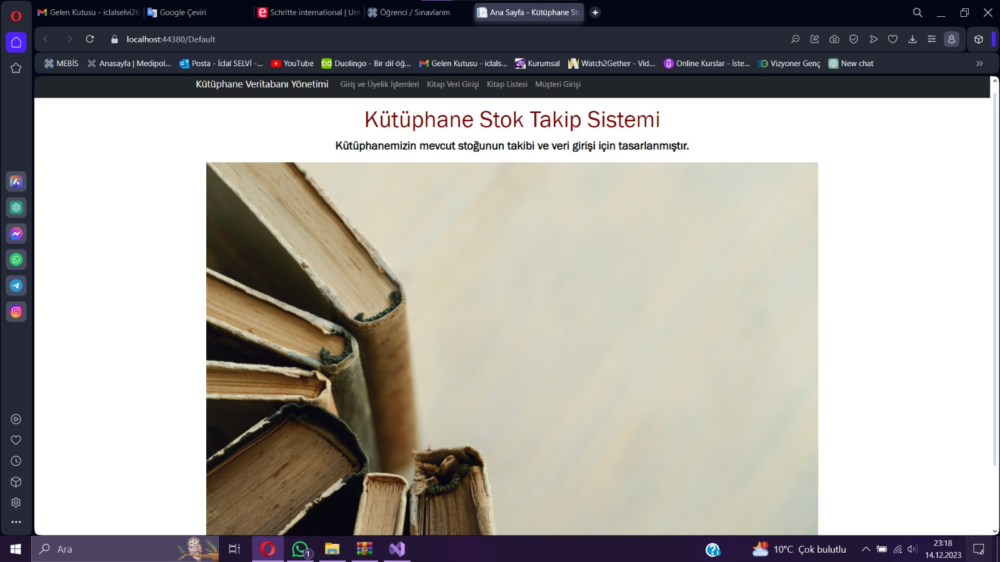 Gelen Kutusu - iclalselvi26
Google Çeviri
Schritte international | Unt
Öğrenci / Sınavlarım
Ana Sayfa - Kütüphane Sto
localhost:44380/Default
MEBİS
Anasayfa | Medipol...
Posta - İclal SELVİ -...
YouTube
Duolingo - Bir dil öğ...
Gelen Kutusu - iclals...
Kurumsal
Watch2Gether - Vid...
Online Kurslar - İste...
Vizyoner Genç
New chat
Kütüphane Veritabanı Yönetimi
Giriş ve Üyelik İşlemleri
Kitap Veri Girişi
Kitap Listesi
Müşteri Girişi
Kütüphane Stok Takip Sistemi
Kütüphanemizin mevcut stoğunun takibi ve veri girişi için tasarlanmıştır.
Ara
1
1
10°C Çok bulutlu
23:18
14.12.2023